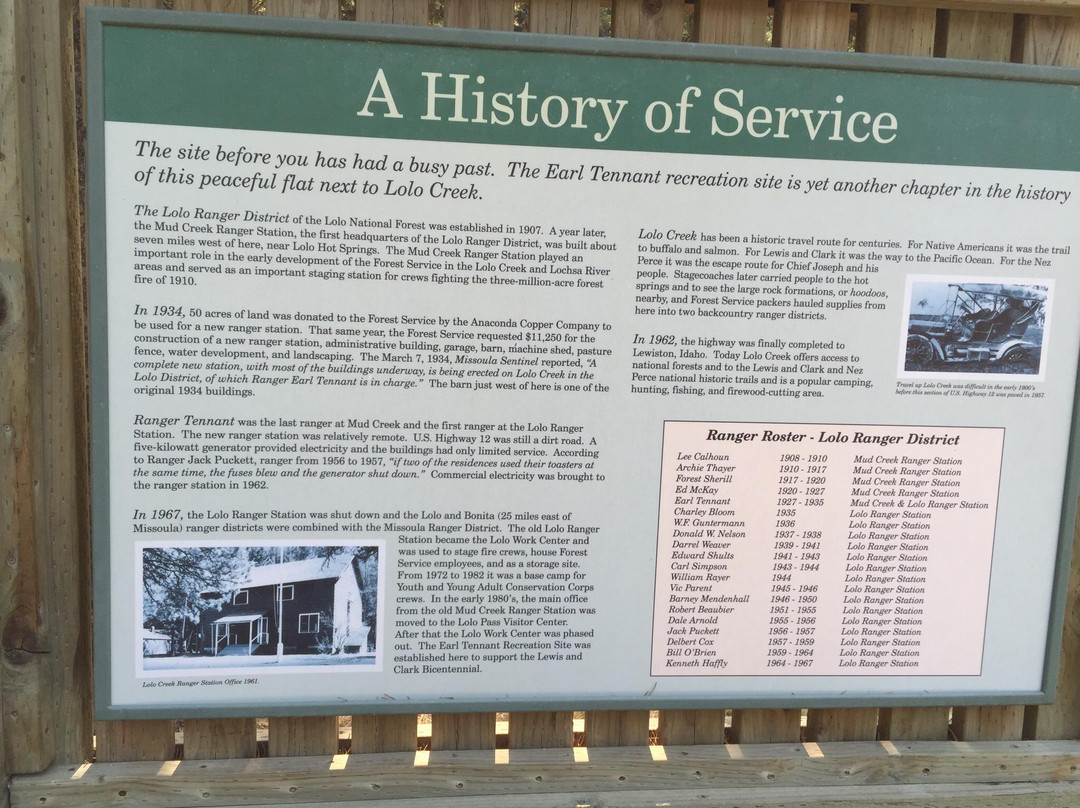 A History of Service
The site before you has had a busy past. The Earl Tennant recreation site is yet another chapter in the history
of this peaceful flat next to Lolo Creek.
The Lolo Ranger District of the Lolo National Forest was established in 1907. A year later,
the Mud Creek Ranger Station, the first headquarters of the Lolo Ranger District, was built about
seven miles west of here, near Lolo Hot Springs. The Mud Creek Ranger Station played an
important role in the early development of the Forest Service in the Lolo Creek and Lochsa River
areas and served as an important staging station for crews fighting the three-million-acre forest
fire of 1910.
In 1934, 50 acres of land was donated to the Forest Service by the Anaconda Copper Company to
be used for a new ranger station. That same year, the Forest Service requested $11,250 for the
construction of a new ranger station, administrative building, garage, barn, machine shed, pasture
fence, water development, and landscaping. The March 7, 1934, Missoula Sentinel reported, "A
complete new station, with most of the buildings underway, is being erected on Lolo Creek in the
Lolo District, of which Ranger Earl Tennant is in charge." The barn just west of here is one of the
original 1934 buildings.
Ranger Tennant was the last ranger at Mud Creek and the first ranger at the Lolo Ranger
Station. The new ranger station was relatively remote. U.S. Highway 12 was still a dirt road. A
five-kilowatt generator provided electricity and the buildings had only limited service. According
to Ranger Jack Puckett, ranger from 1956 to 1957, "if two of the residences used their toasters at
the same time, the fuses blew and the generator shut down." Commercial electricity was brought to
the ranger station in 1962.
In 1967, the Lolo Ranger Station was shut down and the Lolo and Bonita (25 miles east of
Missoula) ranger districts were combined with the Missoula Ranger District. The old Lolo Ranger
Station became the Lolo Work Center and
was used to stage fire crews, house Forest
Service employees, and as a storage site.
From 1972 to 1982 it was a base camp for
Youth and Young Adult Conservation Corps
crews. In the early 1980's, the main office
from the old Mud Creek Ranger Station was
moved to the Lolo Pass Visitor Center.
After that the Lolo Work Center was phased
out. The Earl Tennant Recreation Site was
established here to support the Lewis and
Clark Bicentennial.
Lolo Creek Ranger Station Office 1961.
Lolo Creek has been a historic travel route for centuries. For Native Americans it was the trail
to buffalo and salmon. For Lewis and Clark it was the way to the Pacific Ocean. For the Nez
Perce it was the escape route for Chief Joseph and his
people. Stagecoaches later carried people to the hot
springs and to see the large rock formations, or hoodoos,
nearby, and Forest Service packers hauled supplies from
here into two backcountry ranger districts.
In 1962, the highway was finally completed to
Lewiston, Idaho. Today Lolo Creek offers access to
national forests and to the Lewis and Clark and Nez
Perce national historic trails and is a popular camping,
hunting, fishing, and firewood-cutting area.
Travel up Lolo Creek was difficult in the early 1900's
before this section of U.S. Highway 12 was paved in 1957.
Ranger Roster - Lolo Ranger District
Lee Calhoun 1908 - 1910 Mud Creek Ranger Station
Archie Thayer 1910 - 1917 Mud Creek Ranger Station
Forest Sherill 1917 - 1920 Mud Creek Ranger Station
Ed McKay 1920 - 1927 Mud Creek Ranger Station
Earl Tennant 1927 - 1935 Mud Creek & Lolo Ranger Station
Charley Bloom 1935 Lolo Ranger Station
W.F. Guntermann 1936 Lolo Ranger Station
Donald W. Nelson 1937 - 1938 Lolo Ranger Station
Darrel Weaver 1939 - 1941 Lolo Ranger Station
Edward Shults 1941 - 1943 Lolo Ranger Station
Carl Simpson 1943 - 1944 Lolo Ranger Station
William Rayer 1944 Lolo Ranger Station
Vic Parent 1945 - 1946 Lolo Ranger Station
Barney Mendenhall 1946 - 1950 Lolo Ranger Station
Robert Beaubier 1951 - 1955 Lolo Ranger Station
Dale Arnold 1955 - 1956 Lolo Ranger Station
Jack Puckett 1956 - 1957 Lolo Ranger Station
Delbert Cox 1957 - 1959 Lolo Ranger Station
Bill O'Brien 1959 - 1964 Lolo Ranger Station
Kenneth Haffly 1964 - 1967 Lolo Ranger Station